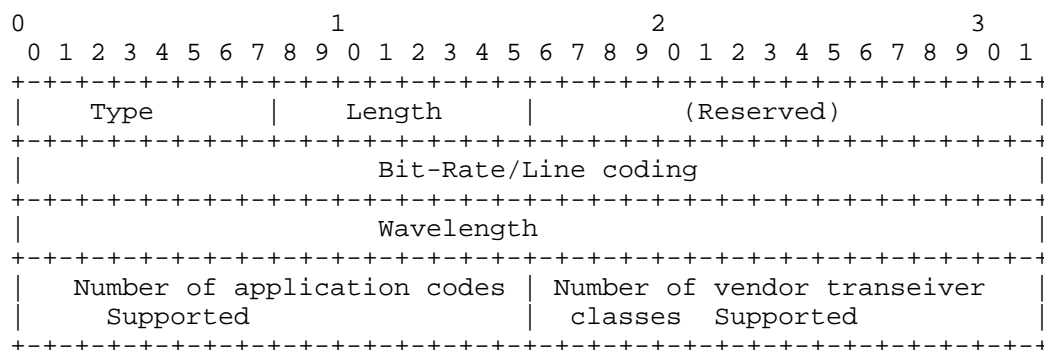 0                   1                   2                   3
 0 1 2 3 4 5 6 7 8 9 0 1 2 3 4 5 6 7 8 9 0 1 2 3 4 5 6 7 8 9 0 1
+-+-+-+-+-+-+-+-+-+-+-+-+-+-+-+-+-+-+-+-+-+-+-+-+-+-+-+-+-+-+-+-+
|    Type       |    Length     |         (Reserved)            |
+-+-+-+-+-+-+-+-+-+-+-+-+-+-+-+-+-+-+-+-+-+-+-+-+-+-+-+-+-+-+-+-+
|                      Bit-Rate/Line coding                     |
+-+-+-+-+-+-+-+-+-+-+-+-+-+-+-+-+-+-+-+-+-+-+-+-+-+-+-+-+-+-+-+-+
|                      Wavelength                               |
+-+-+-+-+-+-+-+-+-+-+-+-+-+-+-+-+-+-+-+-+-+-+-+-+-+-+-+-+-+-+-+-+
|   Number of application codes | Number of vendor transeiver   |
|     Supported                 |  classes  Supported           |
+-+-+-+-+-+-+-+-+-+-+-+-+-+-+-+-+-+-+-+-+-+-+-+-+-+-+-+-+-+-+-+-+